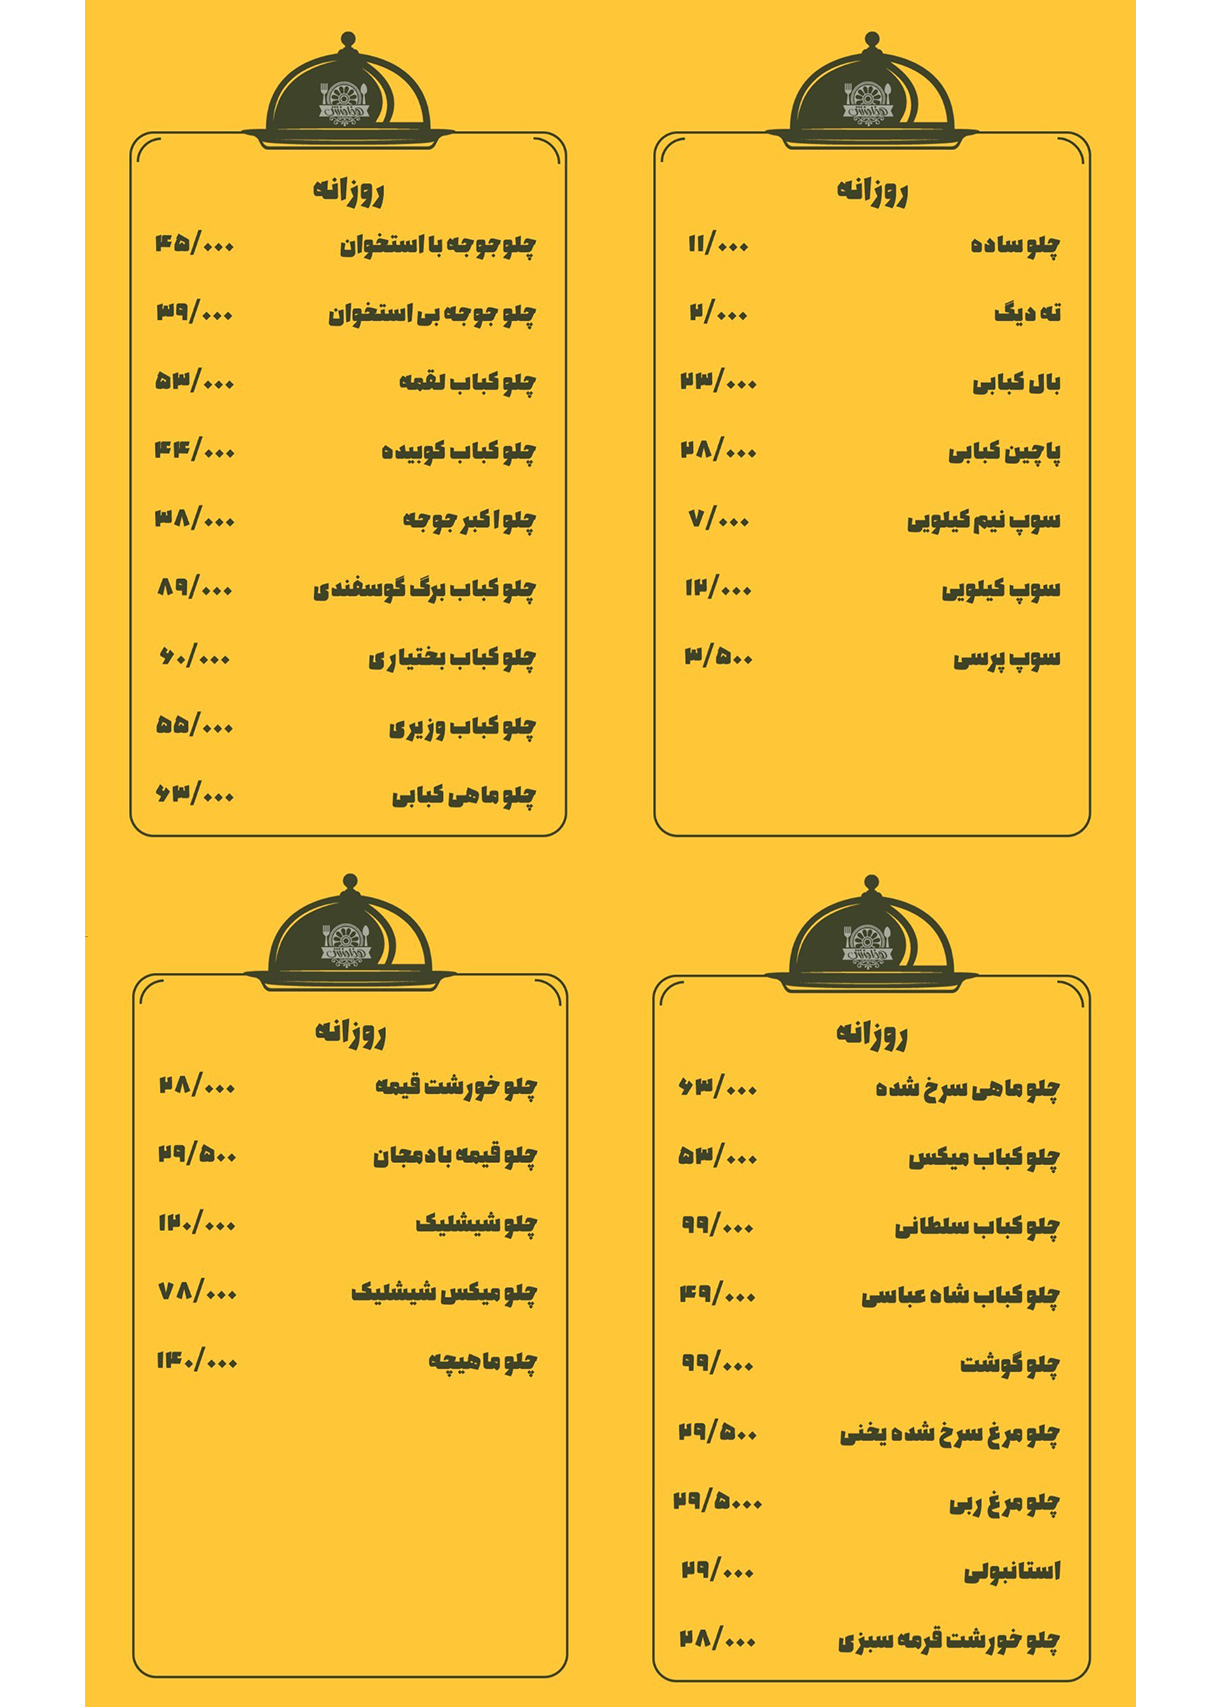 روزانه
چلو ساده ۱۱/۰۰۰
ته دیگ ۲/۰۰۰
بال کبابی ۲۳/۰۰۰
پاچین کبابی ۲۸/۰۰۰
سوپ نیم کیلویی ۷/۰۰۰
سوپ کیلویی ۱۲/۰۰۰
سوپ پرسی ۳/۵۰۰
روزانه
چلو جوجه با استخوان ۴۵/۰۰۰
چلو جوجه بی استخوان ۳۹/۰۰۰
چلو کباب لقمه ۵۳/۰۰۰
چلو کباب کوبیده ۴۴/۰۰۰
چلو اکبر جوجه ۳۸/۰۰۰
چلو کباب برگ گوسفندی ۸۹/۰۰۰
چلو کباب بختیاری ۶۰/۰۰۰
چلو کباب وزیری ۵۵/۰۰۰
چلو ماهی کبابی ۶۳/۰۰۰
روزانه
چلو ماهی سرخ شده ۶۳/۰۰۰
چلو کباب میکس ۵۳/۰۰۰
چلو کباب سلطانی ۹۹/۰۰۰
چلو کباب شاه عباسی ۴۹/۰۰۰
چلو گوشت ۹۹/۰۰۰
چلو مرغ سرخ شده یخنی ۲۹/۵۰۰
چلو مرغ ربی ۲۹/۵۰۰۰
استانبولی ۲۹/۰۰۰
چلو خورشت قرمه سبزی ۲۸/۰۰۰
روزانه
چلو خورشت قیمه ۲۸/۰۰۰
چلو قیمه بادمجان ۲۹/۵۰۰
چلو شیشلیک ۱۲۰/۰۰۰
چلو میکس شیشلیک ۷۸/۰۰۰
چلو ماهیچه ۱۴۰/۰۰۰